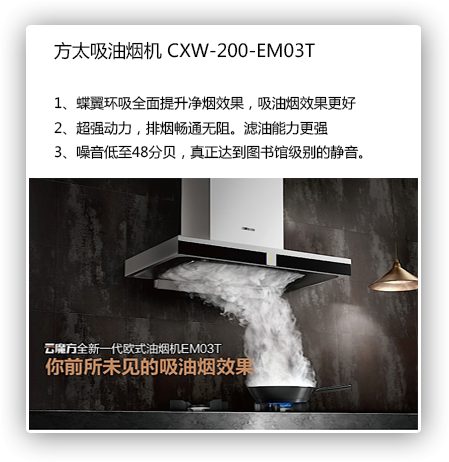 方太吸油烟机 CXW-200-EM03T
1、蝶翼环吸全面提升净烟效果，吸油烟效果更好
2、超强动力，排烟畅通无阻。滤油能力更强
3、噪音低至48分贝，真正达到图书馆级别的静音。
云魔方全新一代欧式油烟机EM03T
你前所未见的吸油烟效果